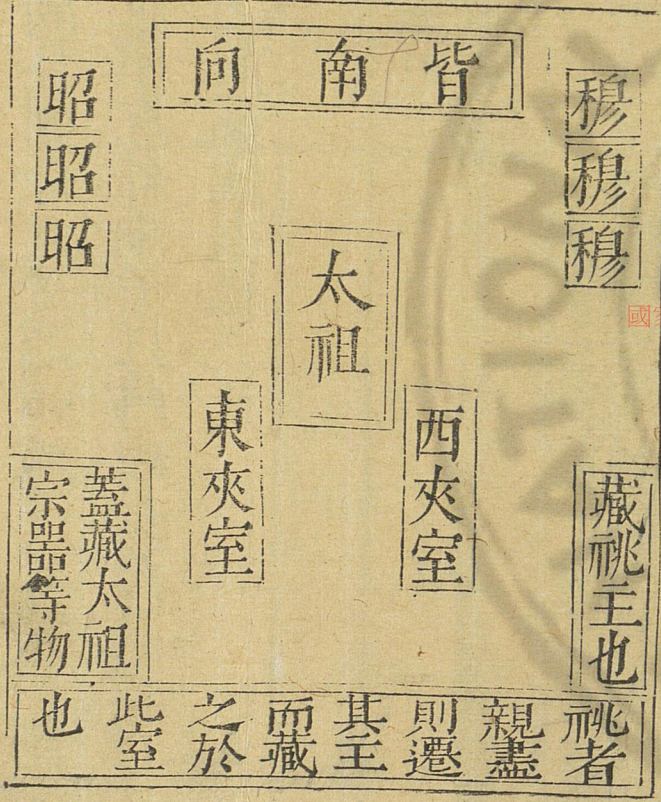 皆南向
穆
穆
穆
昭
昭
昭
太祖
西夾室
東夾室
藏祧主也
蓋藏太祖
宗器等物
祧者
親盡
則遷
其主
而藏
之於
此室
也
國